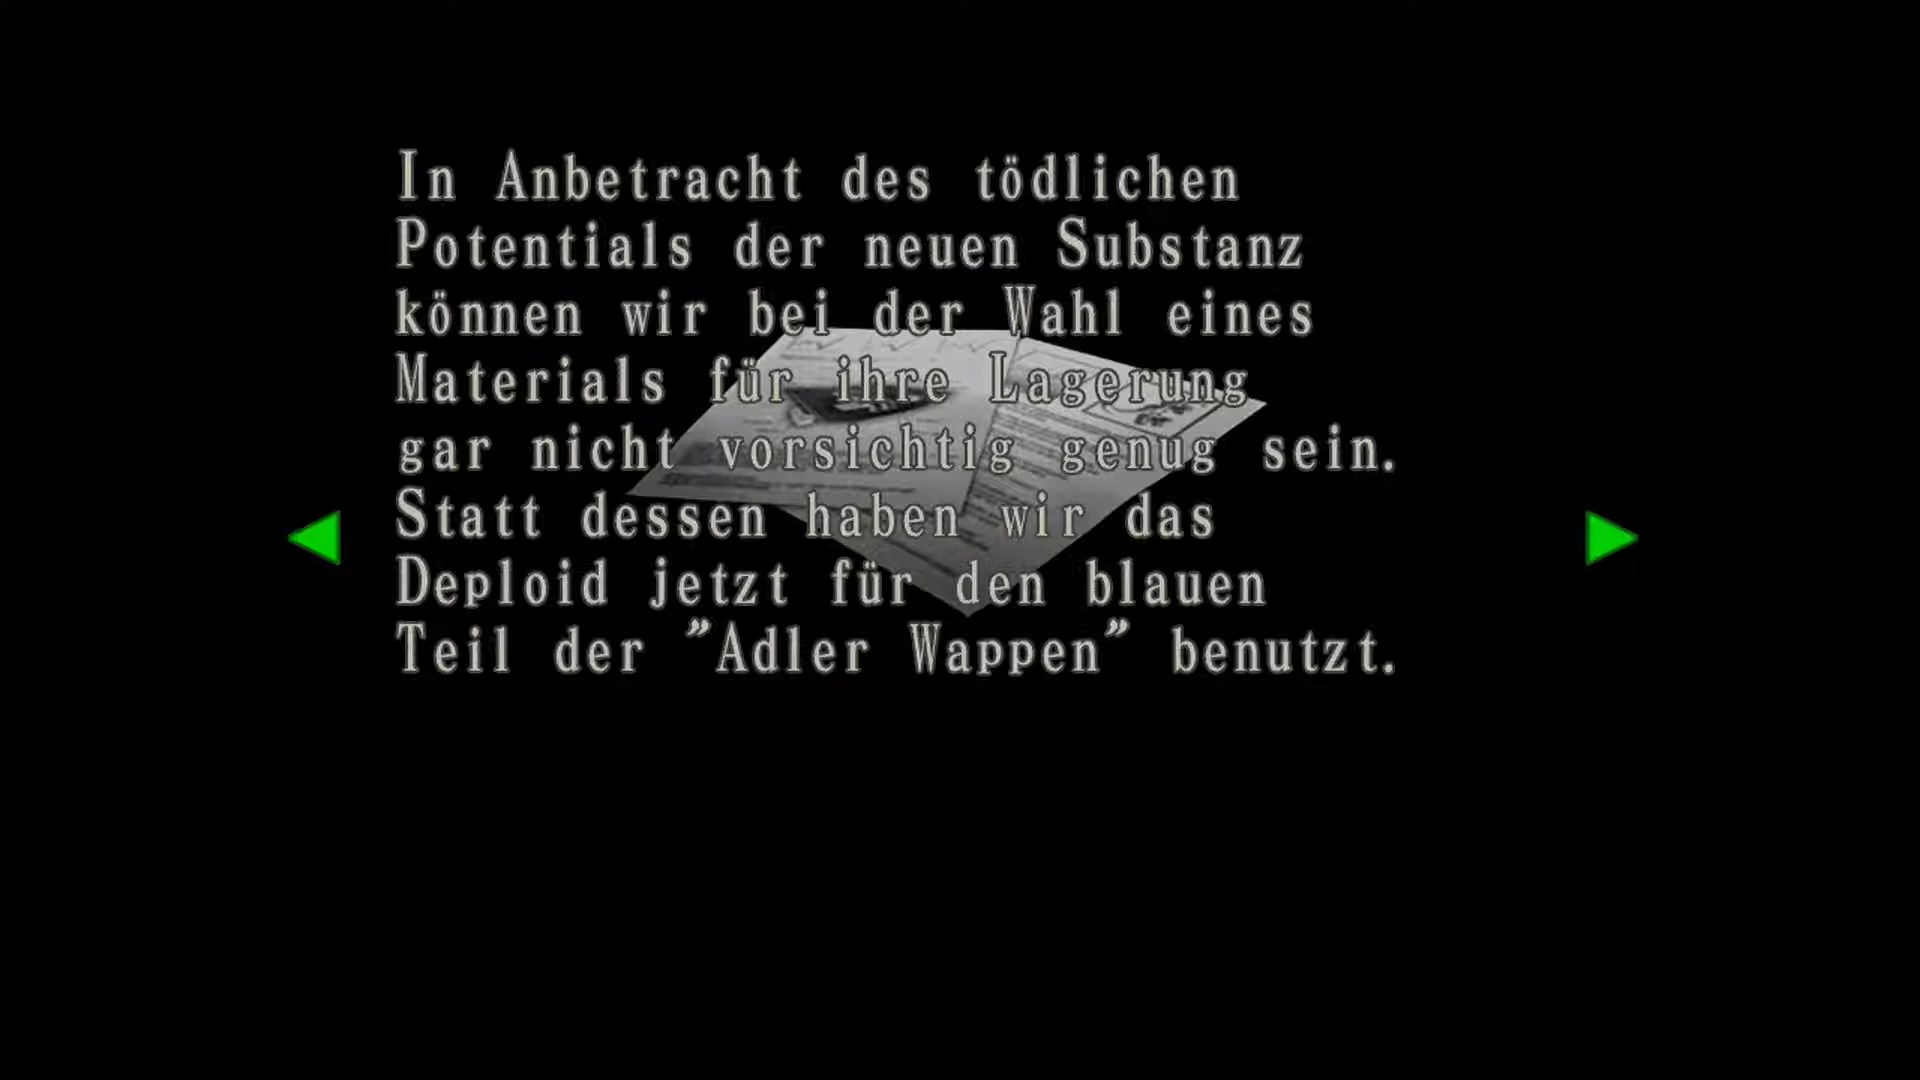 In Anbetracht des tödlichen
Potentials der neuen Substanz
können wir bei der Wahl eines
Materials für ihre Lagerung
gar nicht vorsichtig genug sein.
Statt dessen haben wir das
Deploid jetzt für den blauen
Teil der "Adler Wappen" benutzt.